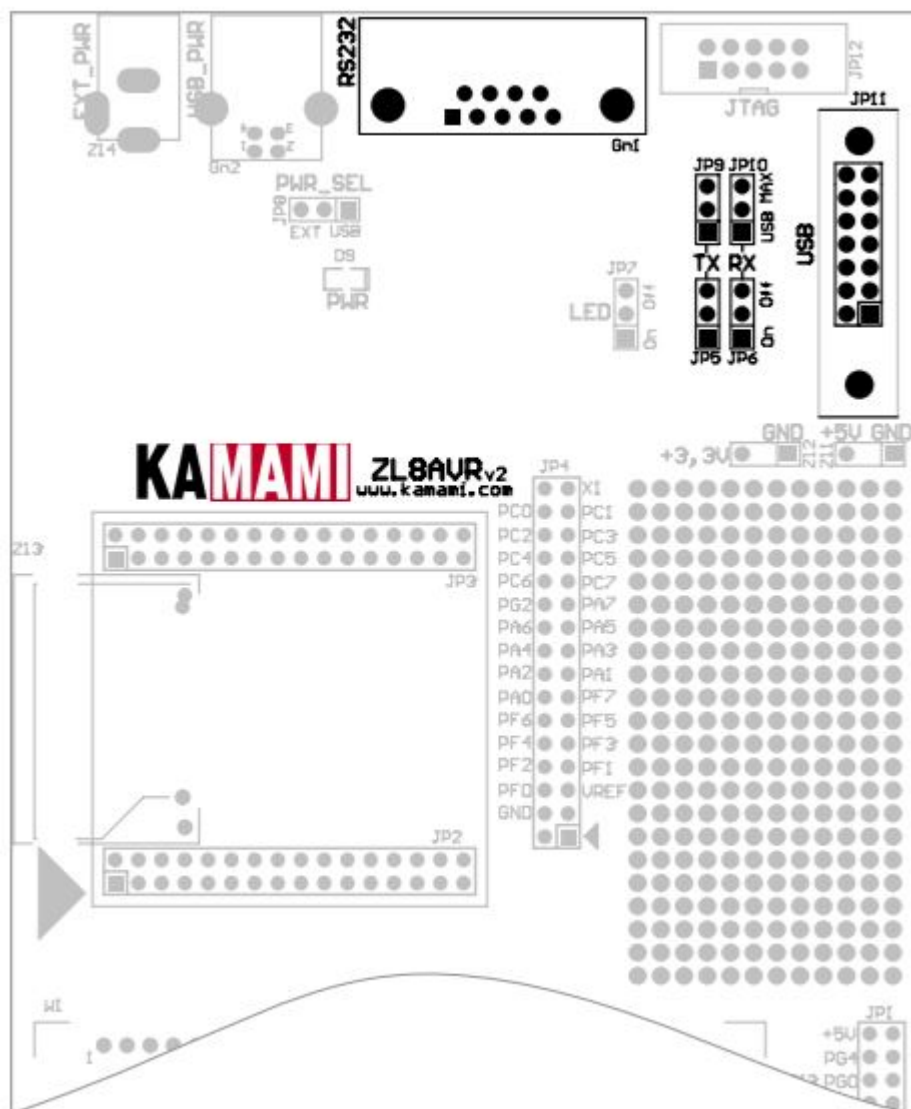 EXT_PWR
Z14
USB_PWR
Gn2
RS232
Gn1
JP12
JTAG
JP11
USB
JP9 JP10
MAX
USB
TX RX
Off
On
JP5 JP6
PWR_SEL
JP8
EXT USB
D9
PWR
JP7
LED
Off
On
KAMAMI
ZL8AVR v2
www.kamami.com
GND +5V GND
+3,3V Z12 Z11
JP4
XI
PC0 PC1
PC2 PC3
PC4 PC5
PC6 PC7
PG2 PA7
PA6 PA5
PA4 PA3
PA2 PA1
PA0 PF7
PF6 PF5
PF4 PF3
PF2 PF1
PF0 VREF
GND
Z13
JP3
JP2
W1
1
JP1
+5V
PG4
PG0